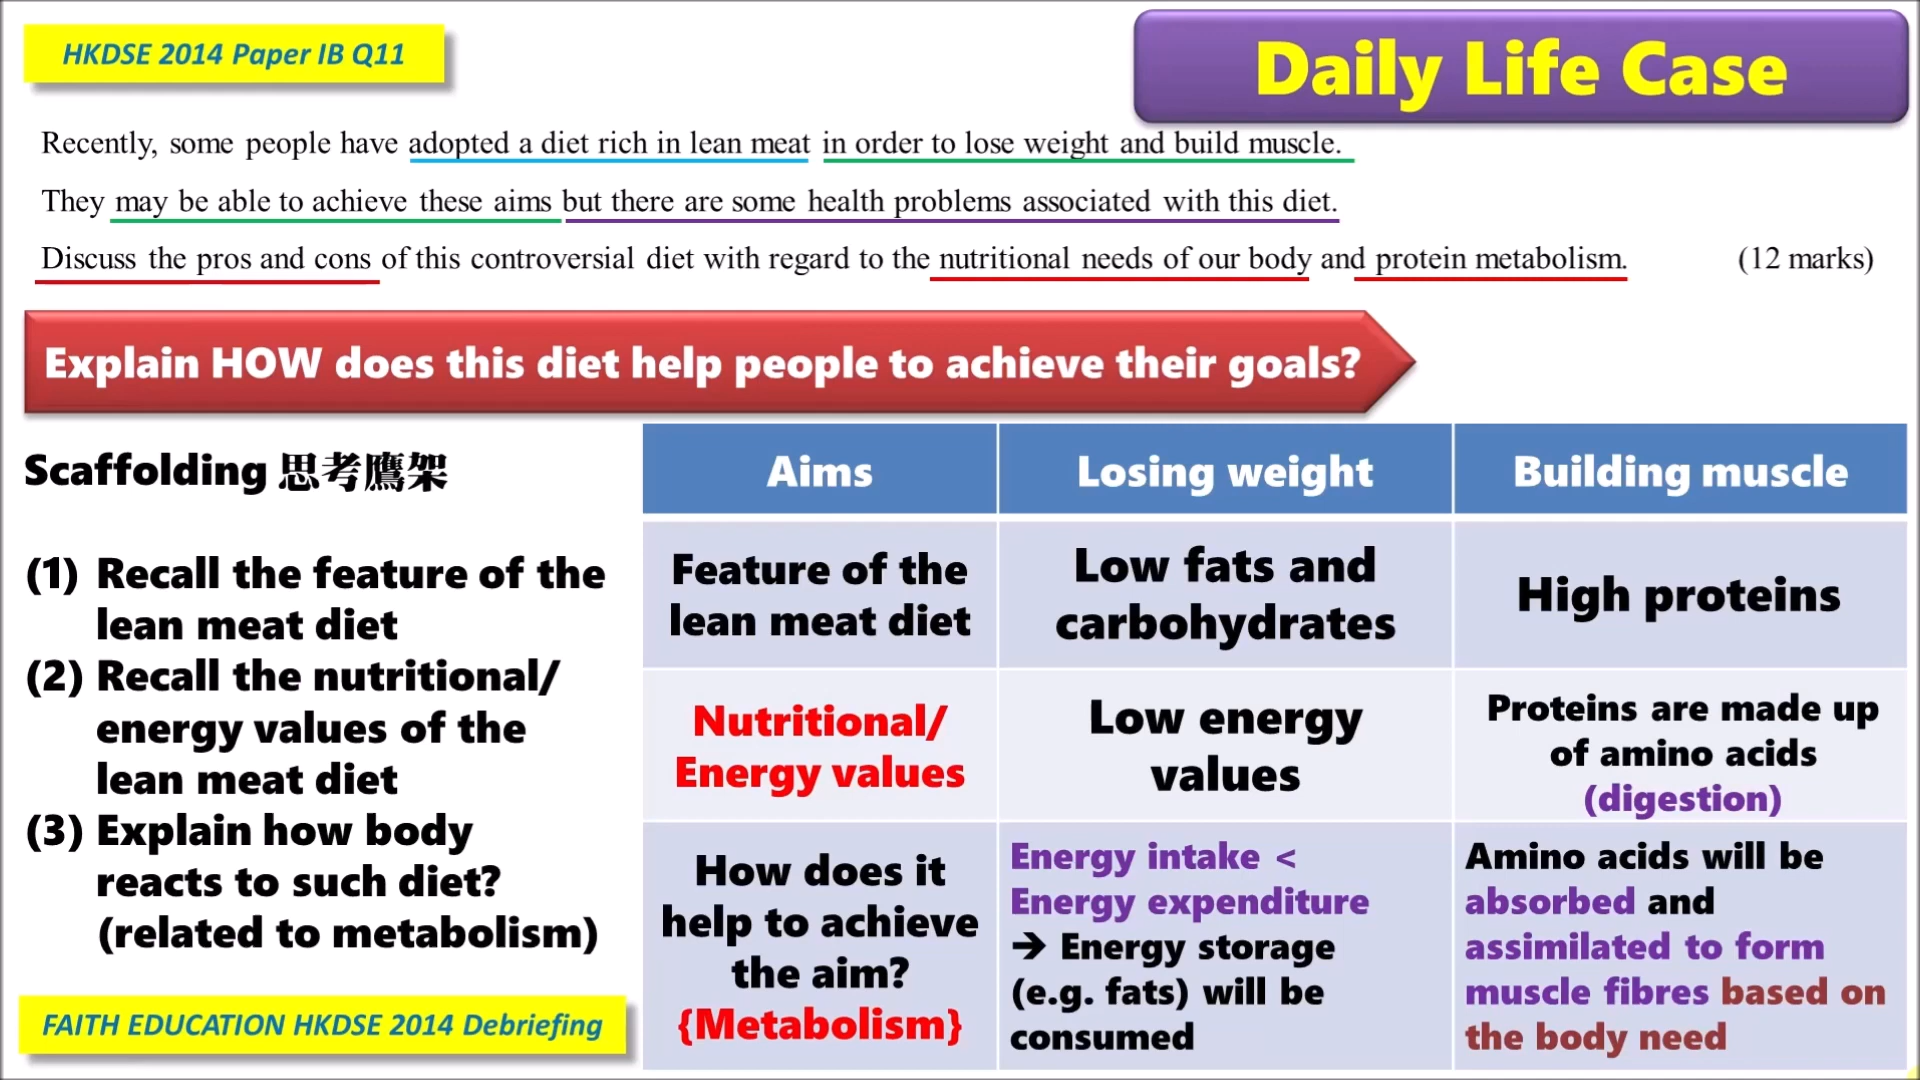 HKDSE 2014 Paper IB Q11
Daily Life Case
Recently, some people have adopted a diet rich in lean meat in order to lose weight and build muscle.
They may be able to achieve these aims but there are some health problems associated with this diet.
Discuss the pros and cons of this controversial diet with regard to the nutritional needs of our body and protein metabolism. (12 marks)
Explain HOW does this diet help people to achieve their goals?
Scaffolding 思考鷹架
(1) Recall the feature of the
lean meat diet
(2) Recall the nutritional/
energy values of the
lean meat diet
(3) Explain how body
reacts to such diet?
(related to metabolism)
FAITH EDUCATION HKDSE 2014 Debriefing
Aims
Losing weight
Building muscle
Feature of the
lean meat diet
Low fats and
carbohydrates
High proteins
Nutritional/
Energy values
Low energy
values
Proteins are made up
of amino acids
(digestion)
How does it
help to achieve
the aim?
{Metabolism}
Energy intake <
Energy expenditure
➔ Energy storage
(e.g. fats) will be
consumed
Amino acids will be
absorbed and
assimilated to form
muscle fibres based on
the body need